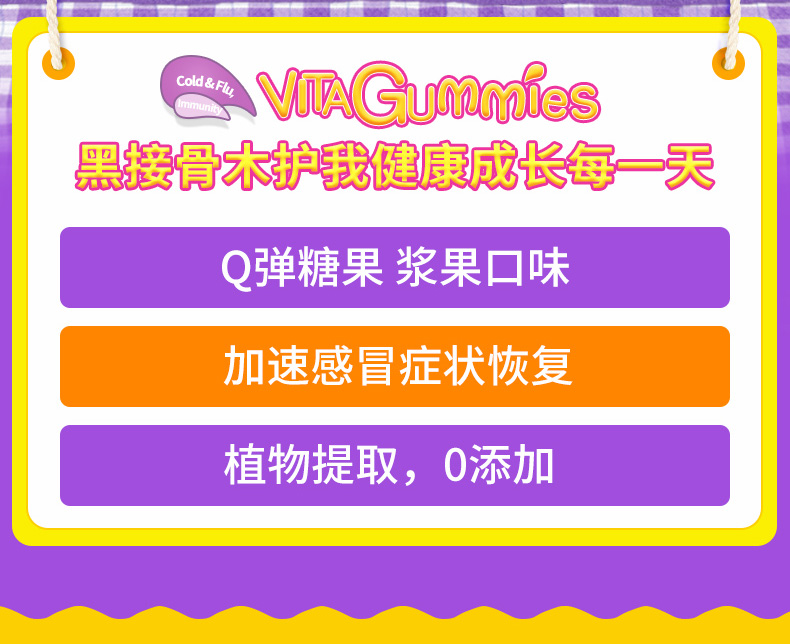 Cold & Flu,
Immunity
VITAGummies
黑接骨木护我健康成长每一天
Q弹糖果 浆果口味
加速感冒症状恢复
植物提取，0添加